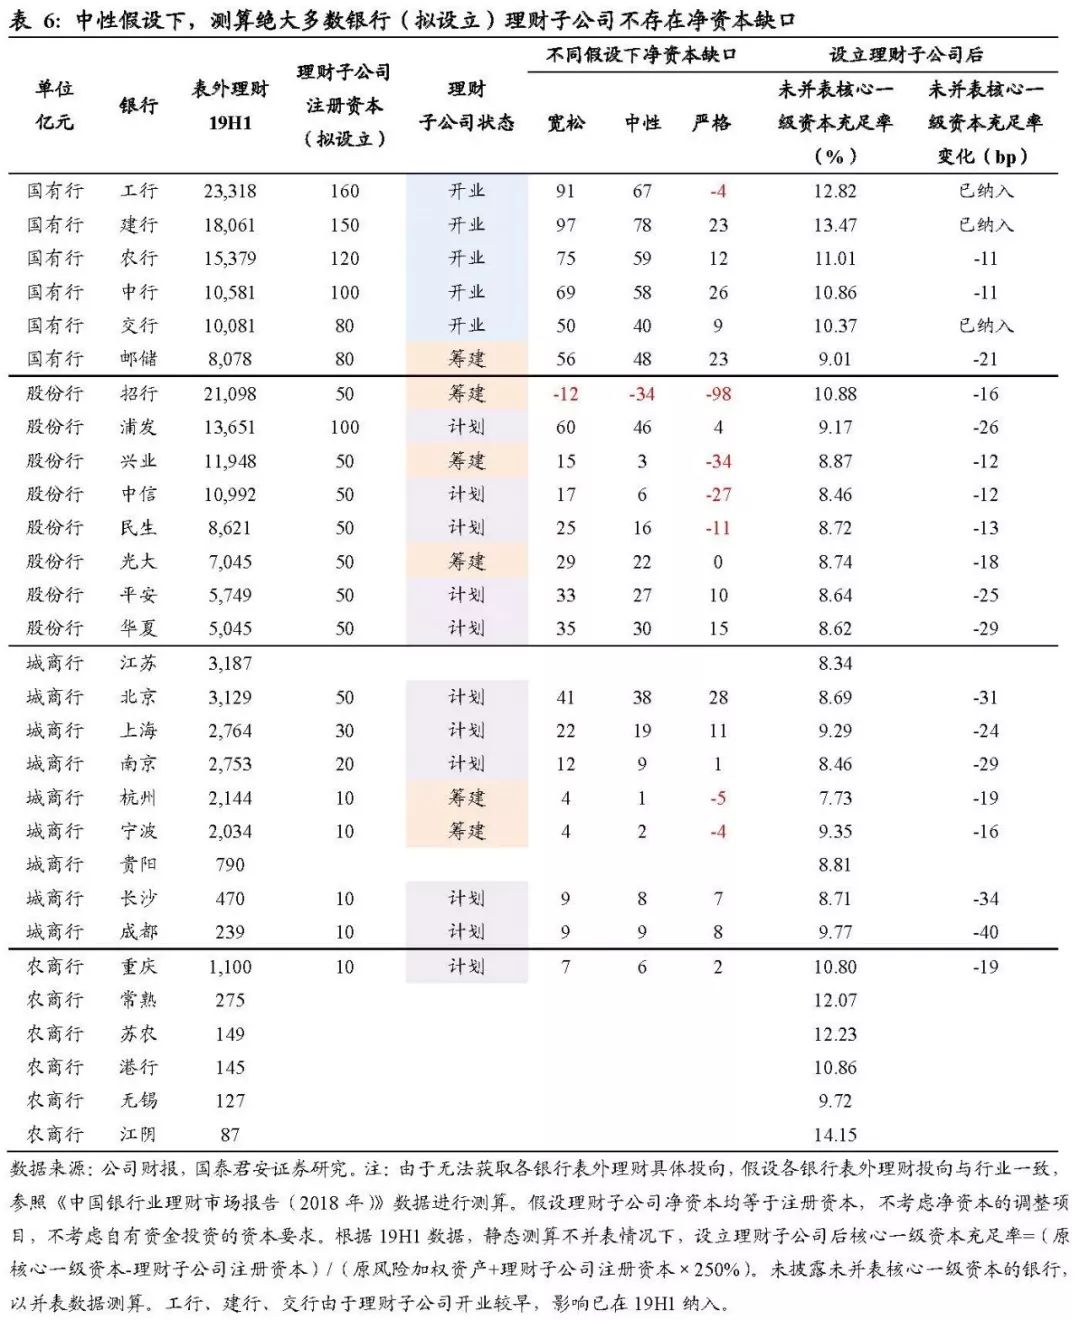 表 6: 中性假设下，测算绝大多数银行（拟设立）理财子公司不存在净资本缺口
单位 亿元 银行 表外理财 19H1 理财子公司 注册资本 （拟设立） 理财 子公司状态 不同假设下净资本缺口 宽松 中性 严格 设立理财子公司后 未并表核心一级资本充足率（%） 未并表核心一级资本充足率变化（bp）
国有行 工行 23,318 160 开业 91 67 -4 12.82 已纳入
国有行 建行 18,061 150 开业 97 78 23 13.47 已纳入
国有行 农行 15,379 120 开业 75 59 12 11.01 -11
国有行 中行 10,581 100 开业 69 58 26 10.86 -11
国有行 交行 10,081 80 开业 50 40 9 10.37 已纳入
国有行 邮储 8,078 80 筹建 56 48 23 9.01 -21
股份行 招行 21,098 50 筹建 -12 -34 -98 10.88 -16
股份行 浦发 13,651 100 计划 60 46 4 9.17 -26
股份行 兴业 11,948 50 筹建 15 3 -34 8.87 -12
股份行 中信 10,992 50 计划 17 6 -27 8.46 -12
股份行 民生 8,621 50 计划 25 16 -11 8.72 -13
股份行 光大 7,045 50 筹建 29 22 0 8.74 -18
股份行 平安 5,749 50 计划 33 27 10 8.64 -25
股份行 华夏 5,045 50 计划 35 30 15 8.62 -29
城商行 江苏 3,187 8.34
城商行 北京 3,129 50 计划 41 38 28 8.69 -31
城商行 上海 2,764 30 计划 22 19 11 9.29 -24
城商行 南京 2,753 20 计划 12 9 1 8.46 -29
城商行 杭州 2,144 10 筹建 4 1 -5 7.73 -19
城商行 宁波 2,034 10 筹建 4 2 -4 9.35 -16
城商行 贵阳 790 8.81
城商行 长沙 470 10 计划 9 8 7 8.71 -34
城商行 成都 239 10 计划 9 9 8 9.77 -40
农商行 重庆 1,100 10 计划 7 6 2 10.80 -19
农商行 常熟 275 12.07
农商行 苏农 149 12.23
农商行 港行 145 10.86
农商行 无锡 127 9.72
农商行 江阴 87 14.15
数据来源：公司财报，国泰君安证券研究。注：由于无法获取各银行表外理财具体投向，假设各银行表外理财投向与行业一致，
参照《中国银行业理财市场报告（2018 年）》数据进行测算。假设理财子公司净资本均等于注册资本，不考虑净资本的调整项
目，不考虑自有资金投资的资本要求。根据 19H1 数据，静态测算不并表情况下，设立理财子公司后核心一级资本充足率=（原
核心一级资本-理财子公司注册资本）/（原风险加权资产+理财子公司注册资本×250%）。未披露未并表核心一级资本的银行，
以并表数据测算。工行、建行、交行由于理财子公司开业较早，影响已在 19H1 纳入。